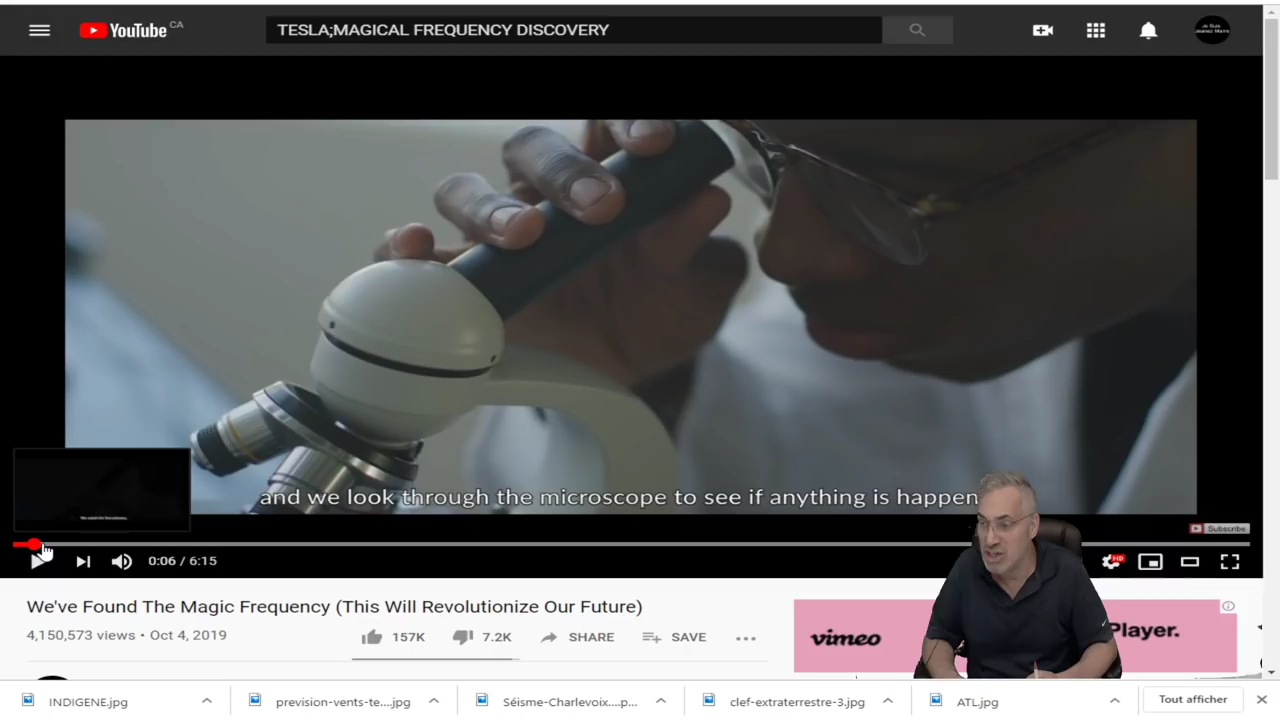 YouTube CA
TESLA;MAGICAL FREQUENCY DISCOVERY
and we look through the microscope to see if anything is happen
Subscribe
0:06 / 6:15
HD
We've Found The Magic Frequency (This Will Revolutionize Our Future)
4,150,573 views • Oct 4, 2019
157K
7.2K
SHARE
SAVE
vimeo
Player.
INDIGENE.jpg
prevision-vents-te....jpg
Séisme-Charlevoix....p...
clef-extraterrestre-3.jpg
ATL.jpg
Tout afficher